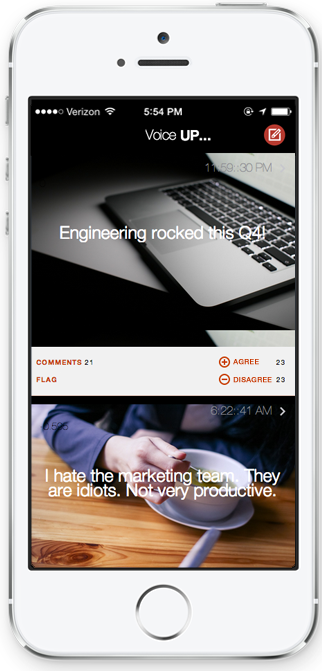 Verizon 5:54 PM
Voice UP...
11:59::30 PM
Engineering rocked this Q4!
COMMENTS 21
AGREE 23
FLAG
DISAGREE 23
6:22::41 AM
I hate the marketing team. They
are idiots. Not very productive.